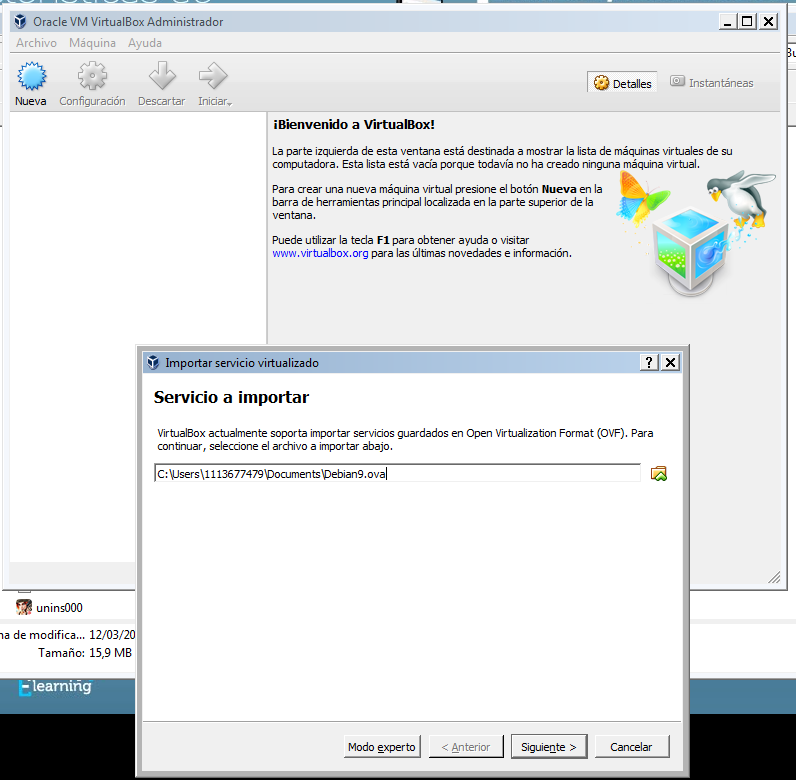 Oracle VM VirtualBox Administrador
Archivo Máquina Ayuda
Nueva Configuración Descartar Iniciar
Detalles Instantáneas
¡Bienvenido a VirtualBox!
La parte izquierda de esta ventana está destinada a mostrar la lista de máquinas virtuales de su
computadora. Esta lista está vacía porque todavía no ha creado ninguna máquina virtual.
Para crear una nueva máquina virtual presione el botón Nueva en la
barra de herramientas principal localizada en la parte superior de la
ventana.
Puede utilizar la tecla F1 para obtener ayuda o visitar
www.virtualbox.org para las últimas novedades e información.
Importar servicio virtualizado
Servicio a importar
VirtualBox actualmente soporta importar servicios guardados en Open Virtualization Format (OVF). Para
continuar, seleccione el archivo a importar abajo.
C:\Users\1113677479\Documents\Debian9.ova
Modo experto < Anterior Siguiente > Cancelar
unins000
ha de modifica... 12/03/20
Tamaño: 15,9 MB
Elearning